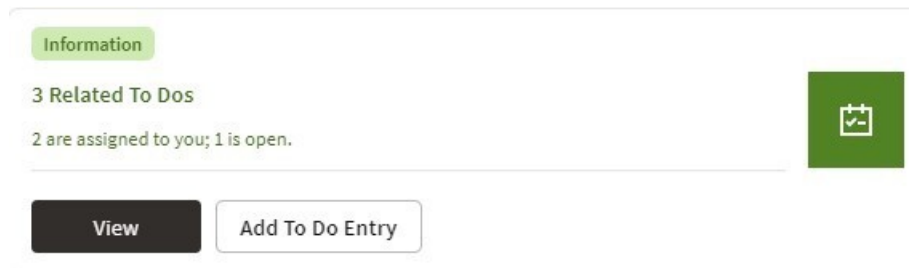 Information
3 Related To Dos
2 are assigned to you; 1 is open.
View
Add To Do Entry